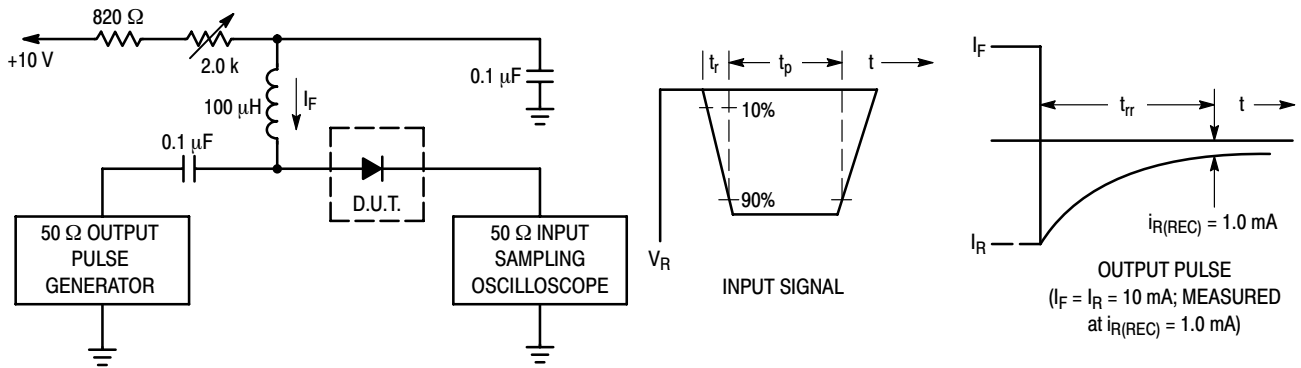 820 Ω
+10 V
2.0 k
100 μH
I_F
0.1 μF
0.1 μF
D.U.T.
50 Ω OUTPUT
PULSE
GENERATOR
50 Ω INPUT
SAMPLING
OSCILLOSCOPE
t_r
t_p
t
10%
90%
V_R
INPUT SIGNAL
I_F
t_rr
t
I_R
i_R(REC) = 1.0 mA
OUTPUT PULSE
(I_F = I_R = 10 mA; MEASURED
at i_R(REC) = 1.0 mA)